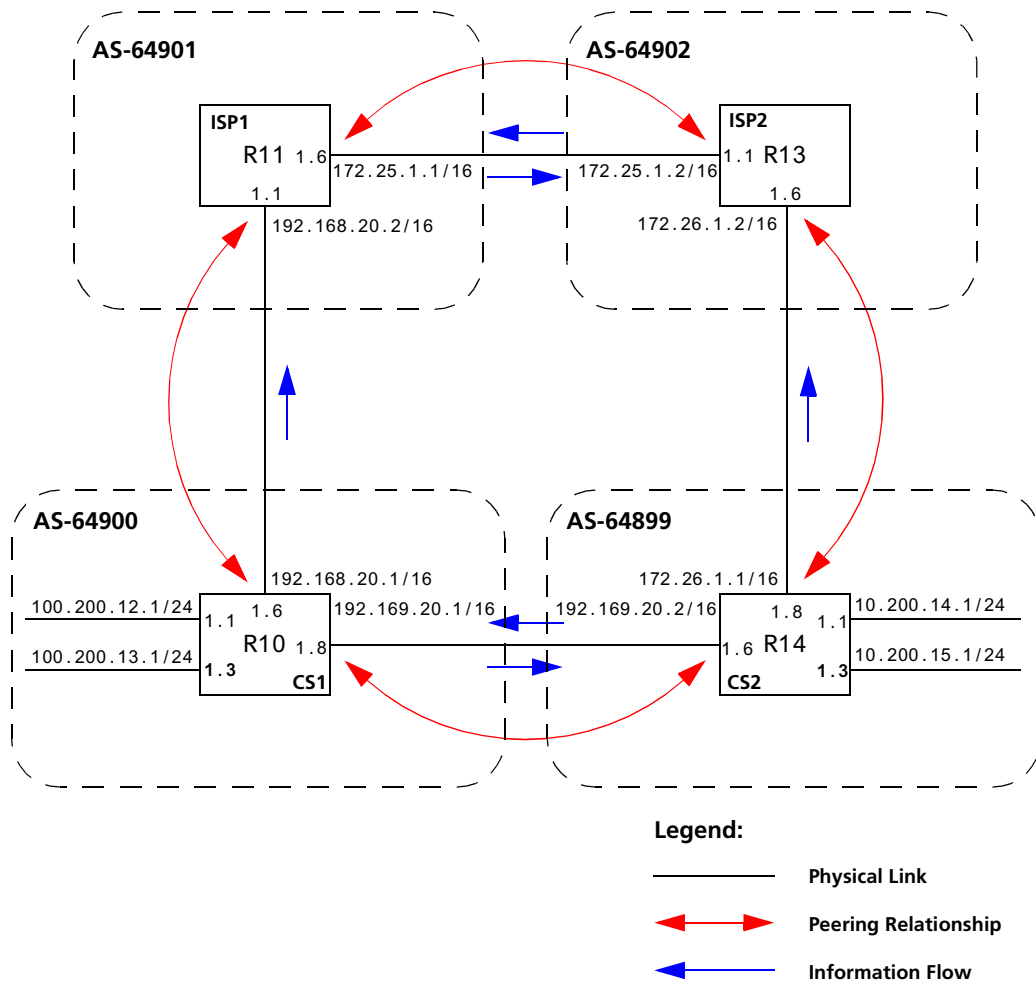 AS-64901
AS-64902
ISP1
R11
1.6
1.1
172.25.1.1/16
192.168.20.2/16
ISP2
1.1
R13
1.6
172.25.1.2/16
172.26.1.2/16
AS-64900
AS-64899
192.168.20.1/16
172.26.1.1/16
100.200.12.1/24
1.1
1.6
192.169.20.1/16
192.169.20.2/16
1.8
1.1
10.200.14.1/24
R10
1.8
1.6
R14
100.200.13.1/24
1.3
CS1
CS2
1.3
10.200.15.1/24
Legend:
Physical Link
Peering Relationship
Information Flow